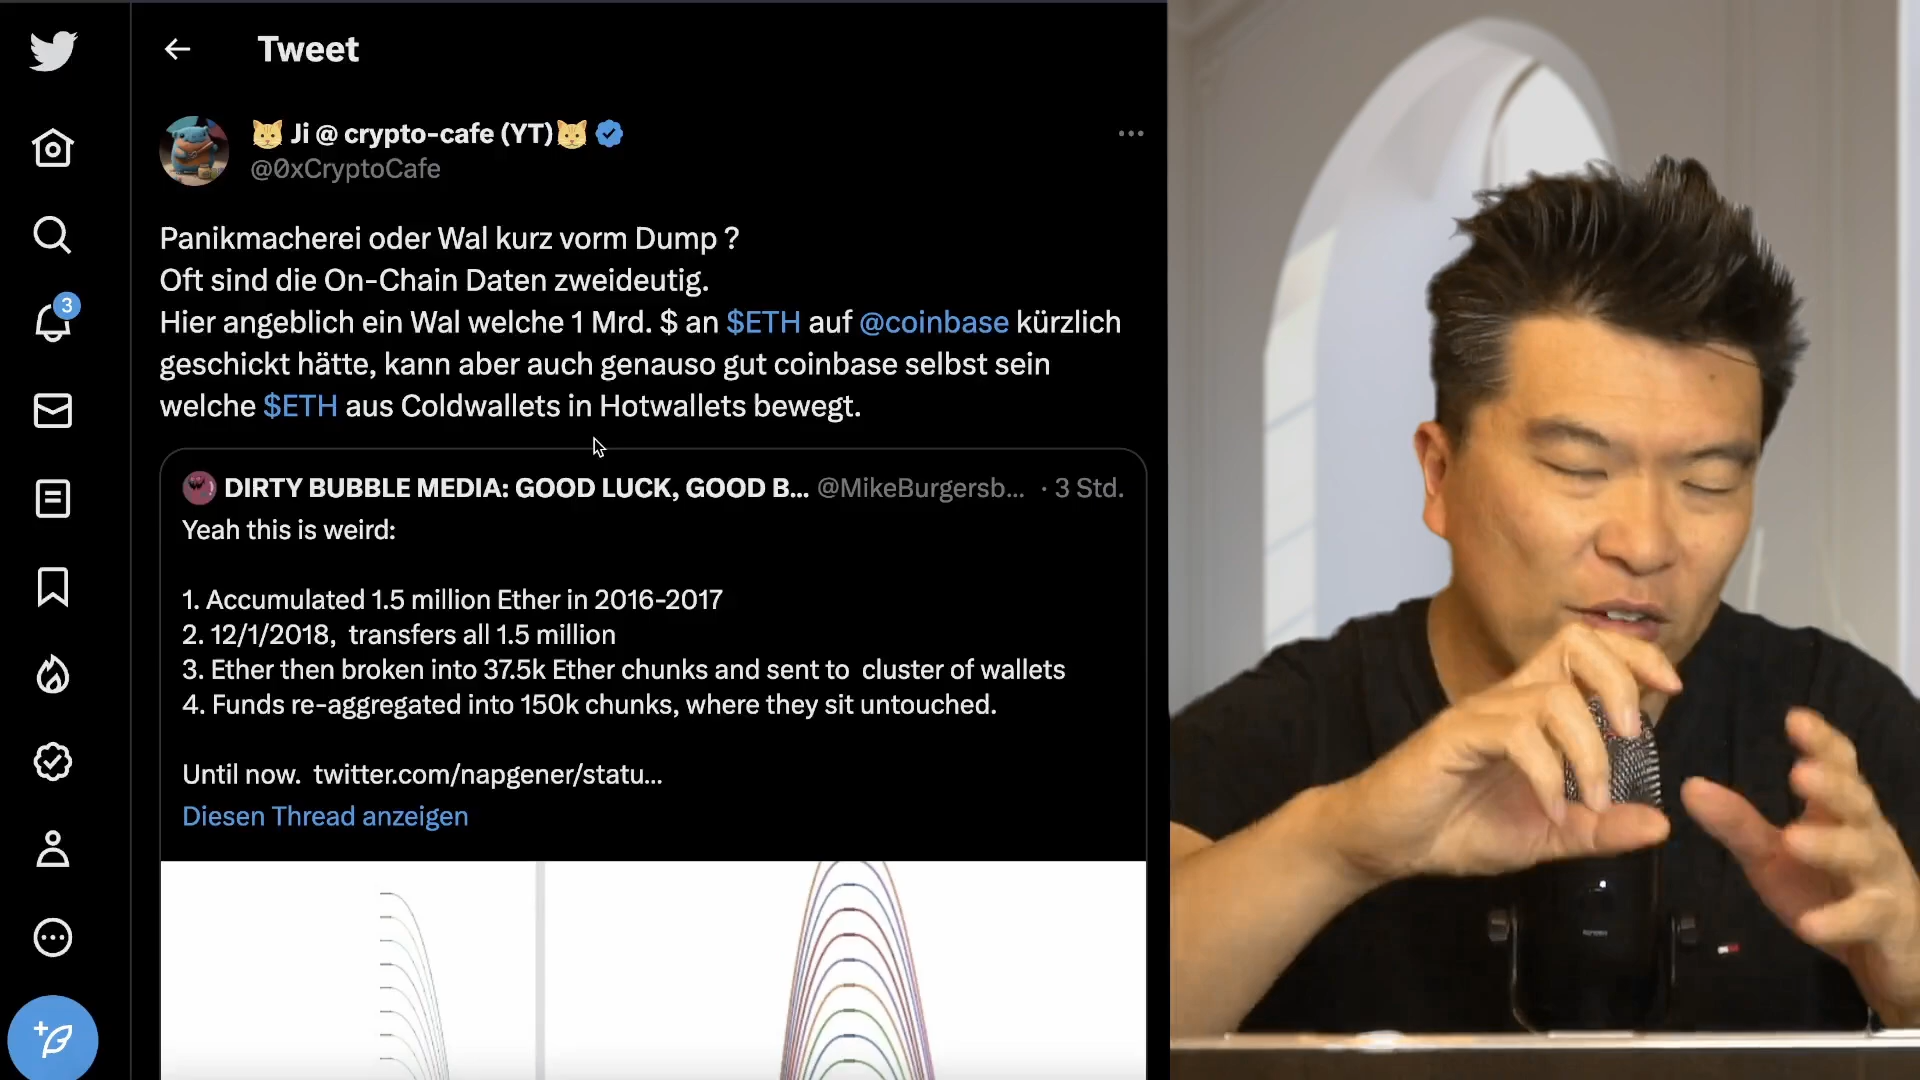 Tweet
🐱 Ji @ crypto-cafe (YT)🐱
@0xCryptoCafe
3
Panikmacherei oder Wal kurz vorm Dump ?
Oft sind die On-Chain Daten zweideutig.
Hier angeblich ein Wal welche 1 Mrd. $ an $ETH auf @coinbase kürzlich
geschickt hätte, kann aber auch genauso gut coinbase selbst sein
welche $ETH aus Coldwallets in Hotwallets bewegt.
DIRTY BUBBLE MEDIA: GOOD LUCK, GOOD B... @MikeBurgersb... · 3 Std.
Yeah this is weird:
1. Accumulated 1.5 million Ether in 2016-2017
2. 12/1/2018, transfers all 1.5 million
3. Ether then broken into 37.5k Ether chunks and sent to cluster of wallets
4. Funds re-aggregated into 150k chunks, where they sit untouched.
Until now. twitter.com/napgener/statu...
Diesen Thread anzeigen